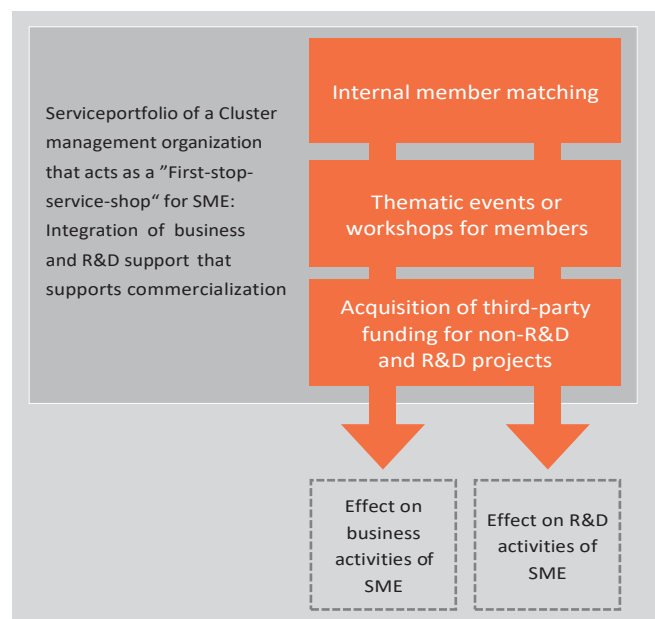 Serviceportfolio of a Cluster
management organization
that acts as a ”First-stop-
service-shop“ for SME:
Integration of business
and R&D support that
supports commercialization
Internal member matching
Thematic events or
workshops for members
Acquisition of third-party
funding for non-R&D
and R&D projects
Effect on
business
activities of
SME
Effect on R&D
activities of
SME